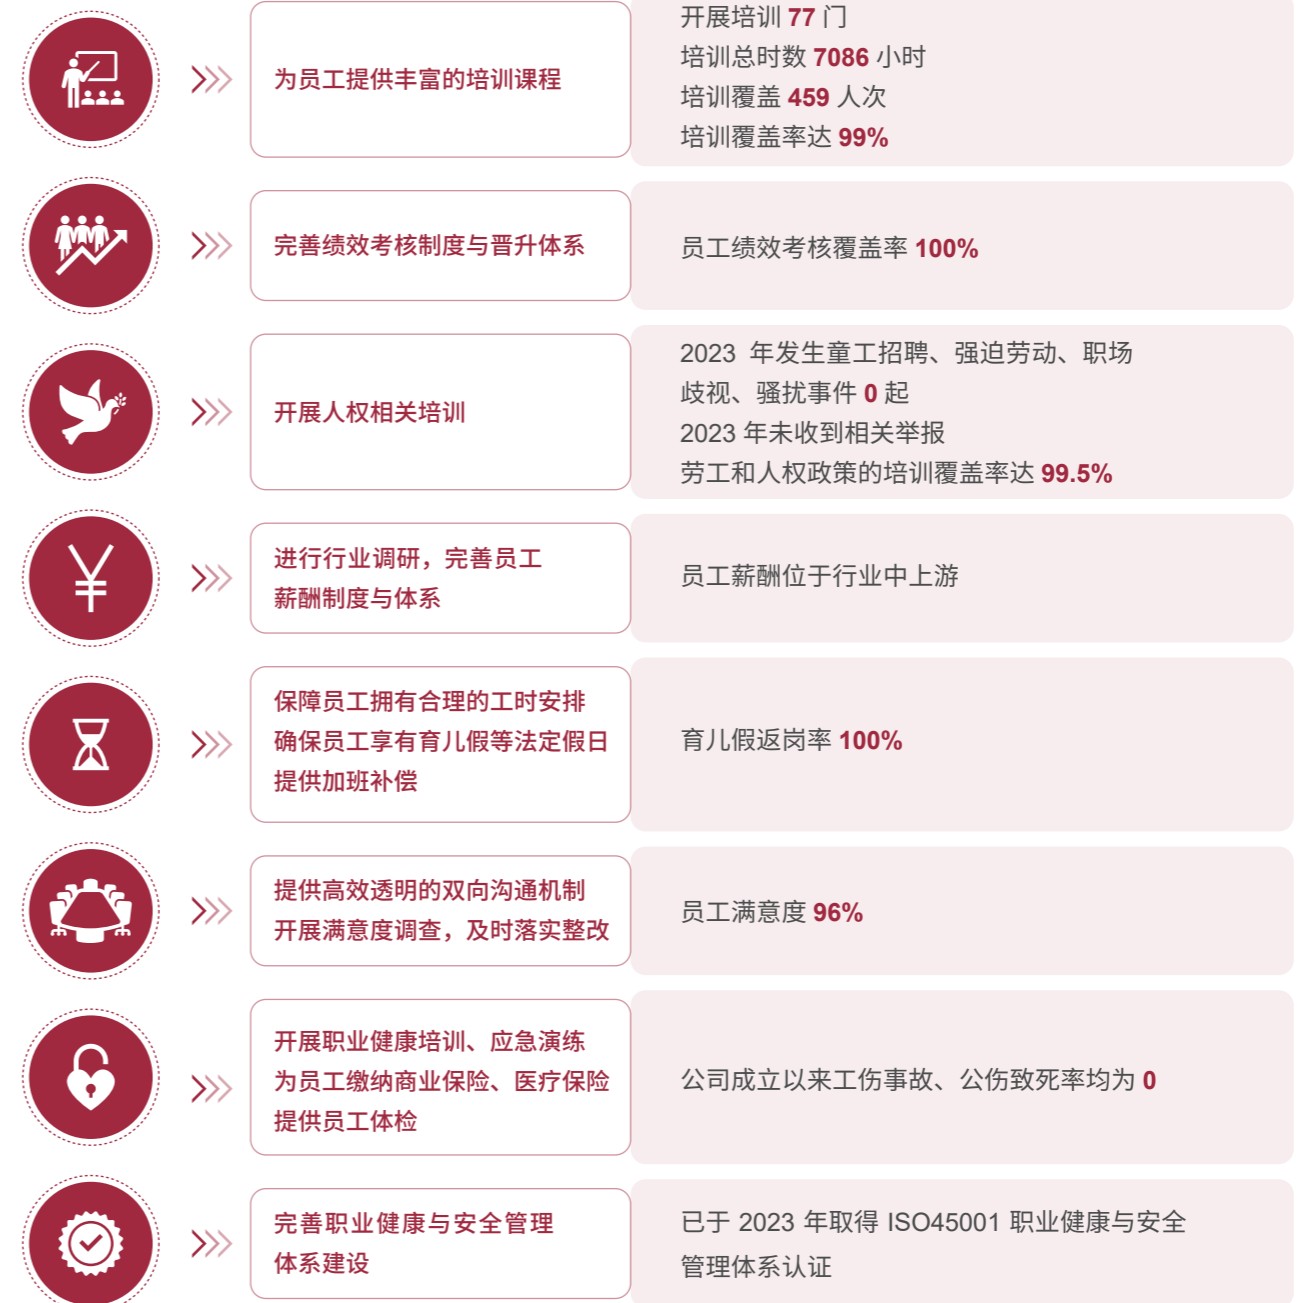 为员工提供丰富的培训课程
开展培训 77 门
培训总时数 7086 小时
培训覆盖 459 人次
培训覆盖率达 99%
完善绩效考核制度与晋升体系
员工绩效考核覆盖率 100%
开展人权相关培训
2023 年发生童工招聘、强迫劳动、职场
歧视、骚扰事件 0 起
2023 年未收到相关举报
劳工和人权政策的培训覆盖率达 99.5%
进行行业调研，完善员工
薪酬制度与体系
员工薪酬位于行业中上游
保障员工拥有合理的工时安排
确保员工享有育儿假等法定假日
提供加班补偿
育儿假返岗率 100%
提供高效透明的双向沟通机制
开展满意度调查，及时落实整改
员工满意度 96%
开展职业健康培训、应急演练
为员工缴纳商业保险、医疗保险
提供员工体检
公司成立以来工伤事故、公伤致死率均为 0
完善职业健康与安全管理
体系建设
已于 2023 年取得 ISO45001 职业健康与安全
管理体系认证